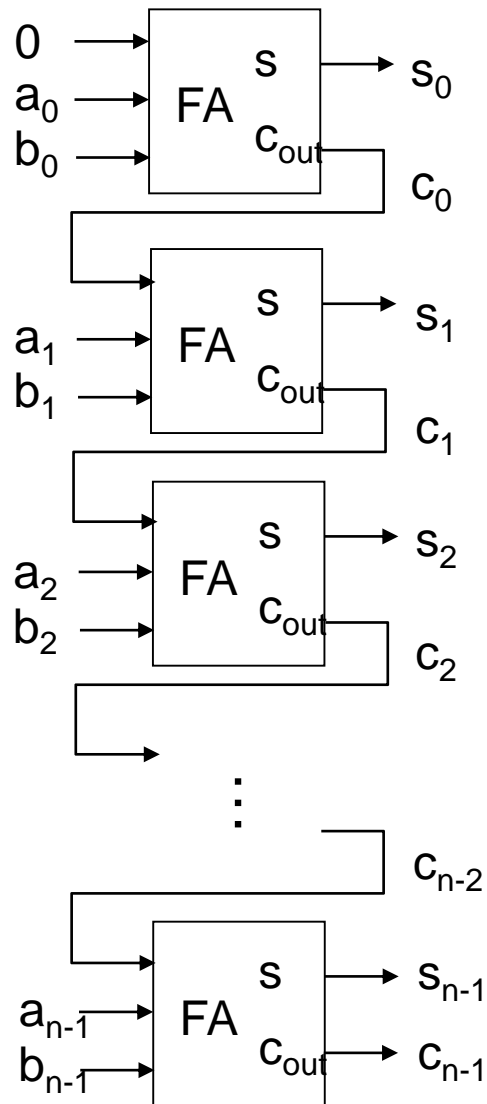 0 s s₀
a₀ FA
b₀ cₒᵤₜ c₀
s s₁
a₁ FA
b₁ cₒᵤₜ c₁
s s₂
a₂ FA
b₂ cₒᵤₜ c₂
⋮
cₙ₋₂
s sₙ₋₁
aₙ₋₁ FA
bₙ₋₁ cₒᵤₜ cₙ₋₁